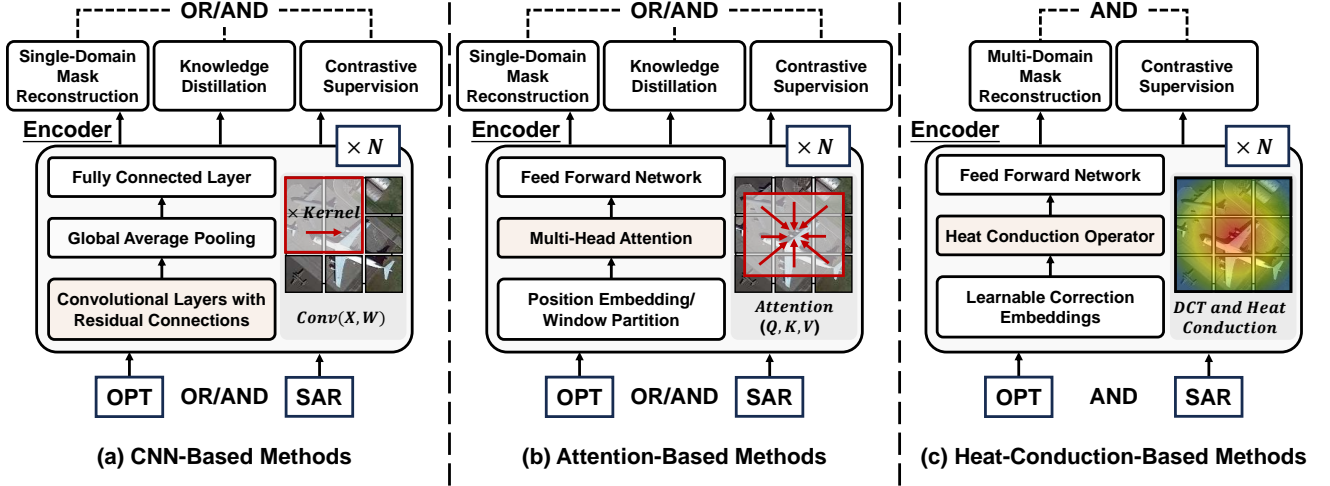 OR/AND
Single-Domain
Mask
Reconstruction
Knowledge
Distillation
Contrastive
Supervision
Encoder
× N
Fully Connected Layer
Global Average Pooling
Convolutional Layers with
Residual Connections
× Kernel
Conv(X,W)
OPT
OR/AND
SAR
(a) CNN-Based Methods
OR/AND
Single-Domain
Mask
Reconstruction
Knowledge
Distillation
Contrastive
Supervision
Encoder
× N
Feed Forward Network
Multi-Head Attention
Position Embedding/
Window Partition
Attention
(Q,K,V)
OPT
OR/AND
SAR
(b) Attention-Based Methods
AND
Multi-Domain
Mask
Reconstruction
Contrastive
Supervision
Encoder
× N
Feed Forward Network
Heat Conduction Operator
Learnable Correction
Embeddings
DCT and Heat
Conduction
OPT
AND
SAR
(c) Heat-Conduction-Based Methods